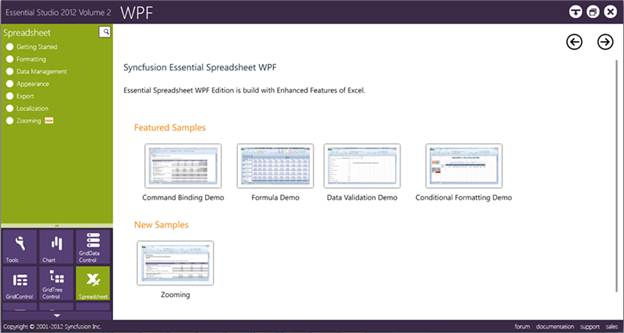 Essential Studio 2012 Volume 2 WPF
Spreadsheet
Getting Started
Formatting
Data Management
Appearance
Export
Localization
Zooming
Syncfusion Essential Spreadsheet WPF
Essential Spreadsheet WPF Edition is build with Enhanced Features of Excel.
Featured Samples
Command Binding Demo
Formula Demo
Data Validation Demo
Conditional Formatting Demo
New Samples
Zooming
Tools
Chart
GridData
Control
GridControl
GridTree
Control
Spreadsheet
Copyright © 2001-2012 Syncfusion Inc.
forum
documentation
support
sales